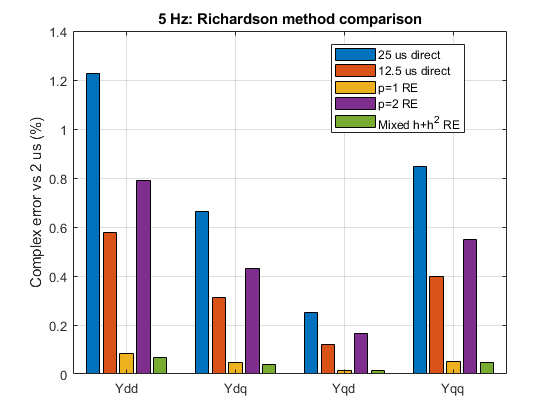 5 Hz: Richardson method comparison
1.4
1.2
1
0.8
0.6
0.4
0.2
0
Complex error vs 2 us (%)
25 us direct
12.5 us direct
p=1 RE
p=2 RE
Mixed h+h² RE
Ydd
Ydq
Yqd
Yqq